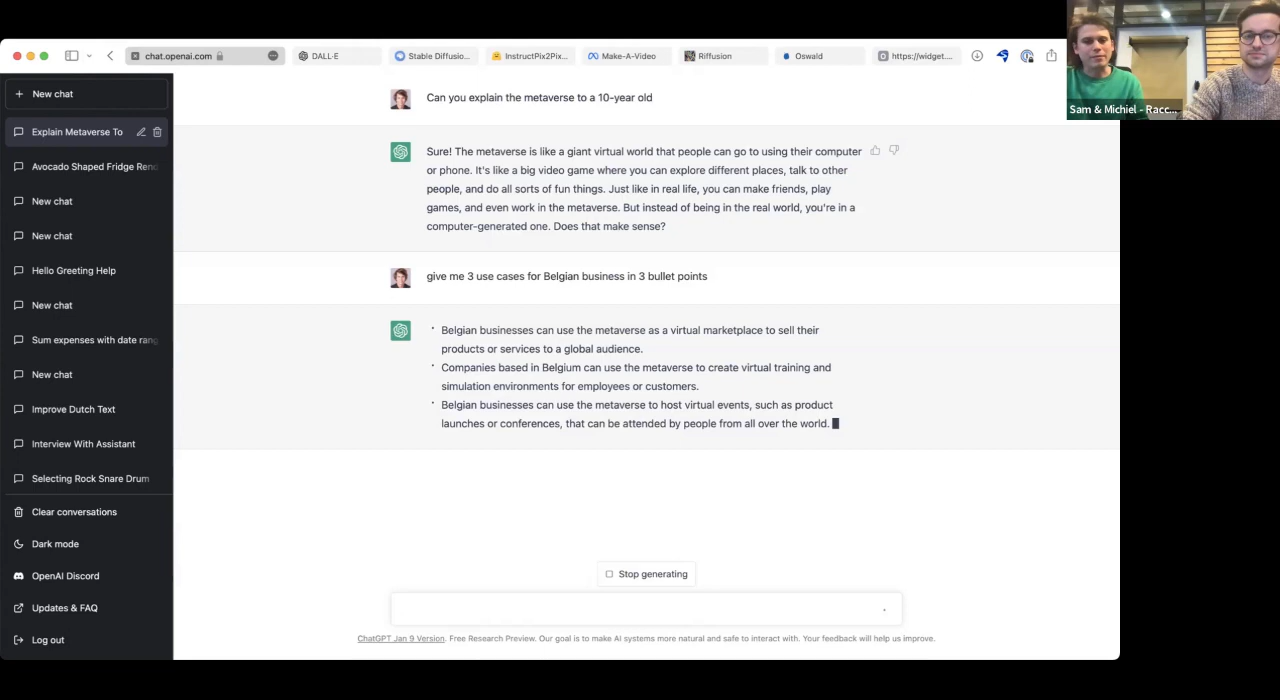 chat.openai.com
DALL-E
Stable Diffusio...
InstructPix2Pix...
Make-A-Video
Riffusion
Oswald
https://widget....
Sam & Michiel - Racc...
New chat
Explain Metaverse To
Avocado Shaped Fridge Rend
New chat
New chat
Hello Greeting Help
New chat
Sum expenses with date rang
New chat
Improve Dutch Text
Interview With Assistant
Selecting Rock Snare Drum
Clear conversations
Dark mode
OpenAI Discord
Updates & FAQ
Log out
Can you explain the metaverse to a 10-year old
Sure! The metaverse is like a giant virtual world that people can go to using their computer
or phone. It's like a big video game where you can explore different places, talk to other
people, and do all sorts of fun things. Just like in real life, you can make friends, play
games, and even work in the metaverse. But instead of being in the real world, you're in a
computer-generated one. Does that make sense?
give me 3 use cases for Belgian business in 3 bullet points
• Belgian businesses can use the metaverse as a virtual marketplace to sell their
products or services to a global audience.
• Companies based in Belgium can use the metaverse to create virtual training and
simulation environments for employees or customers.
• Belgian businesses can use the metaverse to host virtual events, such as product
launches or conferences, that can be attended by people from all over the world.
Stop generating
ChatGPT Jan 9 Version. Free Research Preview. Our goal is to make AI systems more natural and safe to interact with. Your feedback will help us improve.